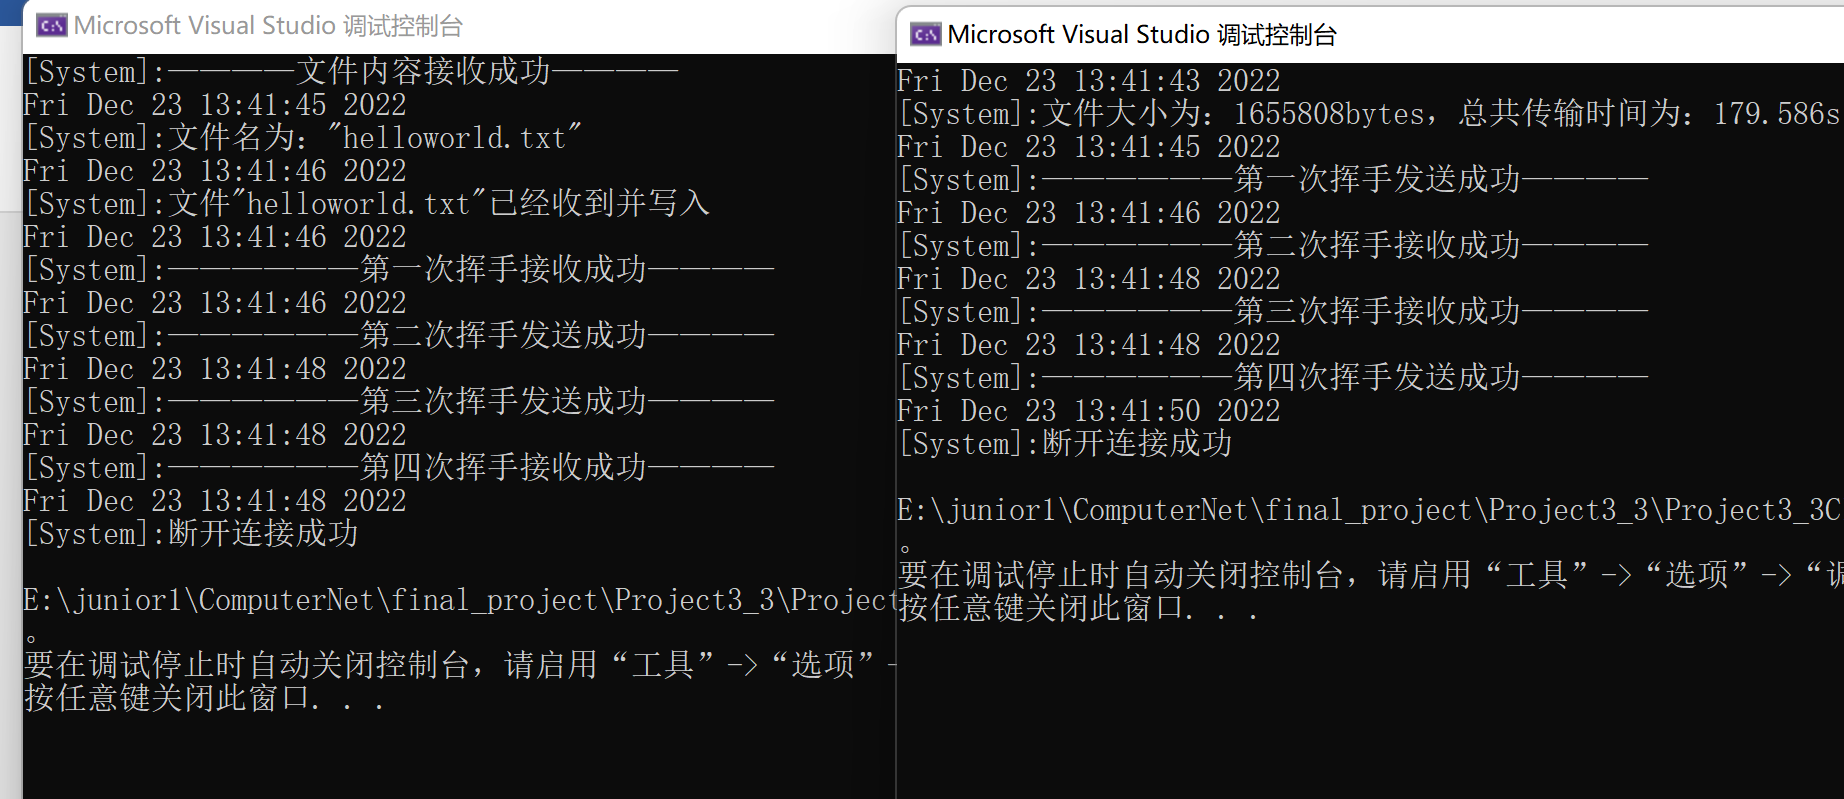 Microsoft Visual Studio 调试控制台
[System]:————文件内容接收成功————
Fri Dec 23 13:41:45 2022
[System]:文件名为："helloworld.txt"
Fri Dec 23 13:41:46 2022
[System]:文件"helloworld.txt"已经收到并写入
Fri Dec 23 13:41:46 2022
[System]:——————第一次挥手接收成功————
Fri Dec 23 13:41:46 2022
[System]:——————第二次挥手发送成功————
Fri Dec 23 13:41:48 2022
[System]:——————第三次挥手发送成功————
Fri Dec 23 13:41:48 2022
[System]:——————第四次挥手接收成功————
Fri Dec 23 13:41:48 2022
[System]:断开连接成功
E:\junior1\ComputerNet\final_project\Project3_3\Project
。
要在调试停止时自动关闭控制台，请启用“工具”->“选项”-
按任意键关闭此窗口. . .
Microsoft Visual Studio 调试控制台
Fri Dec 23 13:41:43 2022
[System]:文件大小为：1655808bytes，总共传输时间为：179.586s
Fri Dec 23 13:41:45 2022
[System]:——————第一次挥手发送成功————
Fri Dec 23 13:41:46 2022
[System]:——————第二次挥手接收成功————
Fri Dec 23 13:41:48 2022
[System]:——————第三次挥手接收成功————
Fri Dec 23 13:41:48 2022
[System]:——————第四次挥手发送成功————
Fri Dec 23 13:41:50 2022
[System]:断开连接成功
E:\junior1\ComputerNet\final_project\Project3_3\Project3_3C
。
要在调试停止时自动关闭控制台，请启用“工具”->“选项”->“调
按任意键关闭此窗口. . .